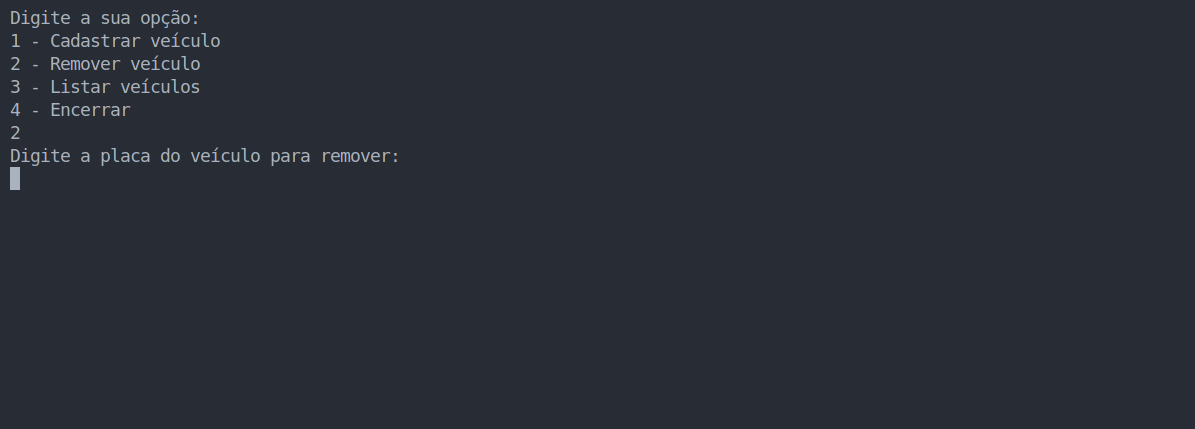 Digite a sua opção:
1 - Cadastrar veículo
2 - Remover veículo
3 - Listar veículos
4 - Encerrar
2
Digite a placa do veículo para remover: